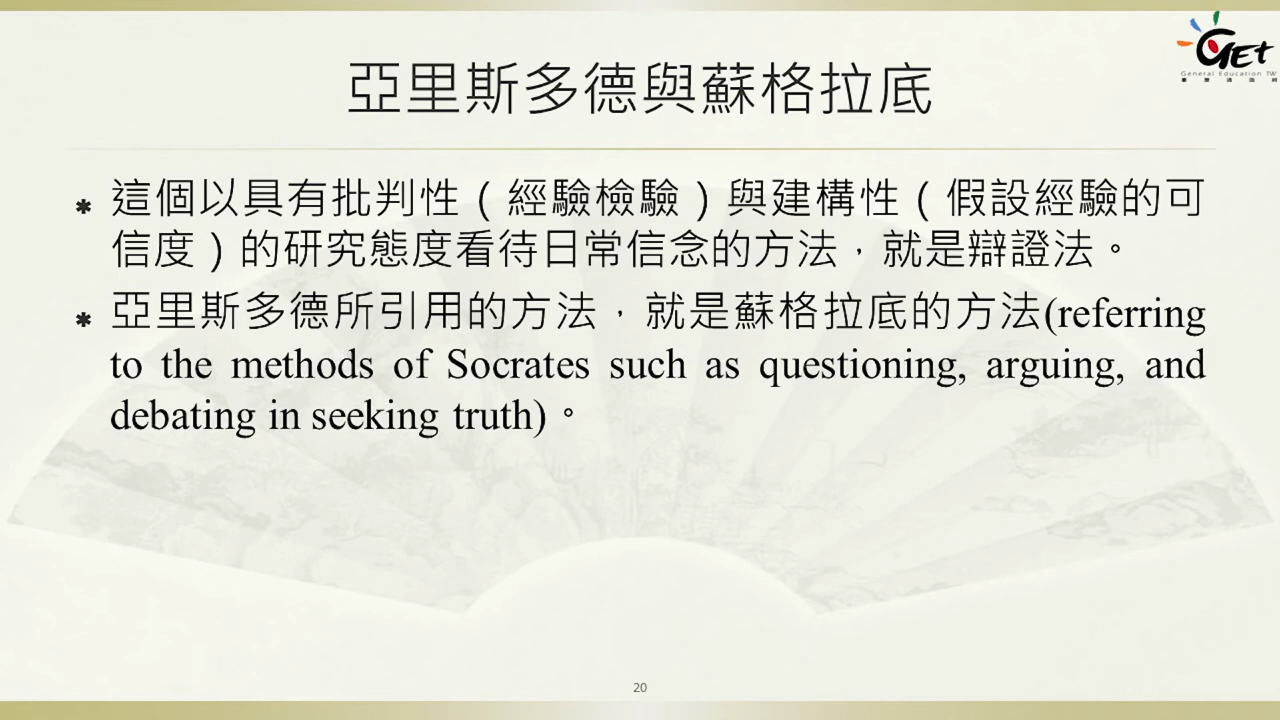 GET
General Education TW
亞里斯多德與蘇格拉底
這個以具有批判性（經驗檢驗）與建構性（假設經驗的可
信度）的研究態度看待日常信念的方法，就是辯證法。
亞里斯多德所引用的方法，就是蘇格拉底的方法(referring
to the methods of Socrates such as questioning, arguing, and
debating in seeking truth)。
20